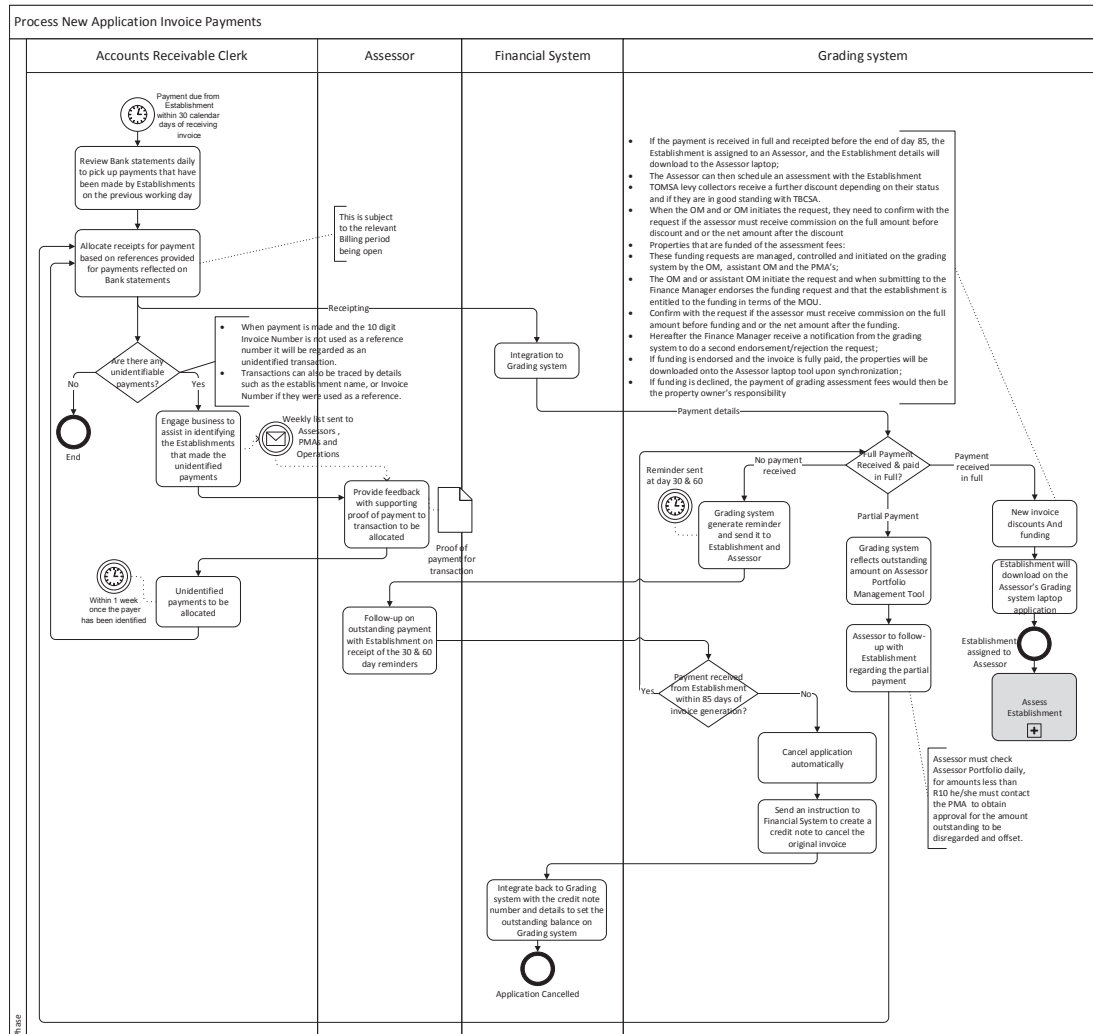 Process New Application Invoice Payments
Accounts Receivable Clerk
Assessor
Financial System
Grading system
Payment due from
Establishment
within 30 calendar
days of receiving
invoice
Review Bank statements daily
to pick up payments that have
been made by Establishments
on the previous working day
Allocate receipts for payment
based on references provided
for payments reflected on
Bank statements
This is subject
to the relevant
Billing period
being open
• If the payment is received in full and receipted before the end of day 85, the
Establishment is assigned to an Assessor, and the Establishment details will
download to the Assessor laptop;
• The Assessor can then schedule an assessment with the Establishment
• TOMSA levy collectors receive a further discount depending on their status
and if they are in good standing with TBCSA.
• When the OM and or OM initiates the request, they need to confirm with the
request if the assessor must receive commission on the full amount before
discount and or the net amount after the discount
• Properties that are funded of the assessment fees:
• These funding requests are managed, controlled and initiated on the grading
system by the OM, assistant OM and the PMA's;
• The OM and or assistant OM initiate the request and when submitting to the
Finance Manager endorses the funding request and that the establishment is
entitled to the funding in terms of the MOU.
• Confirm with the request if the assessor must receive commission on the full
amount before funding and or the net amount after the funding.
• Hereafter the Finance Manager receive a notification from the grading
system to do a second endorsement/rejection the request;
• If funding is endorsed and the invoice is fully paid, the properties will be
downloaded onto the Assessor laptop tool upon synchronization;
• If funding is declined, the payment of grading assessment fees would then be
the property owner's responsibility
Receipting
• When payment is made and the 10 digit
Invoice Number is not used as a reference
number it will be regarded as an
unidentified transaction.
• Transactions can also be traced by details
such as the establishment name, or Invoice
Number if they were used as a reference.
Are there any
unidentifiable
payments?
No
Yes
End
Integration to
Grading system
Payment details
Engage business to
assist in identifying
the Establishments
that made the
unidentified
payments
Weekly list sent to
Assessors ,
PMAs and
Operations
Provide feedback
with supporting
proof of payment to
transaction to be
allocated
Proof of
payment for
transaction
Full Payment
Received & paid
in Full?
No payment
received
Payment
received
in full
Partial Payment
Reminder sent
at day 30 & 60
Grading system
generate reminder
and send it to
Establishment and
Assessor
Grading system
reflects outstanding
amount on Assessor
Portfolio
Management Tool
New invoice
discounts And
funding
Establishment will
download on the
Assessor's Grading
system laptop
application
Within 1 week
once the payer
has been identified
Unidentified
payments to be
allocated
Follow-up on
outstanding payment
with Establishment on
receipt of the 30 & 60
day reminders
Assessor to follow-
up with
Establishment
regarding the partial
payment
Establishment
assigned to
Assessor
Assess
Establishment
Payment received
from Establishment
within 85 days of
invoice generation?
Yes
No
Cancel application
automatically
Assessor must check
Assessor Portfolio daily,
for amounts less than
R10 he/she must contact
the PMA to obtain
approval for the amount
outstanding to be
disregarded and offset.
Send an instruction to
Financial System to create a
credit note to cancel the
original invoice
Integrate back to Grading
system with the credit note
number and details to set the
outstanding balance on
Grading system
Application Cancelled
Phase